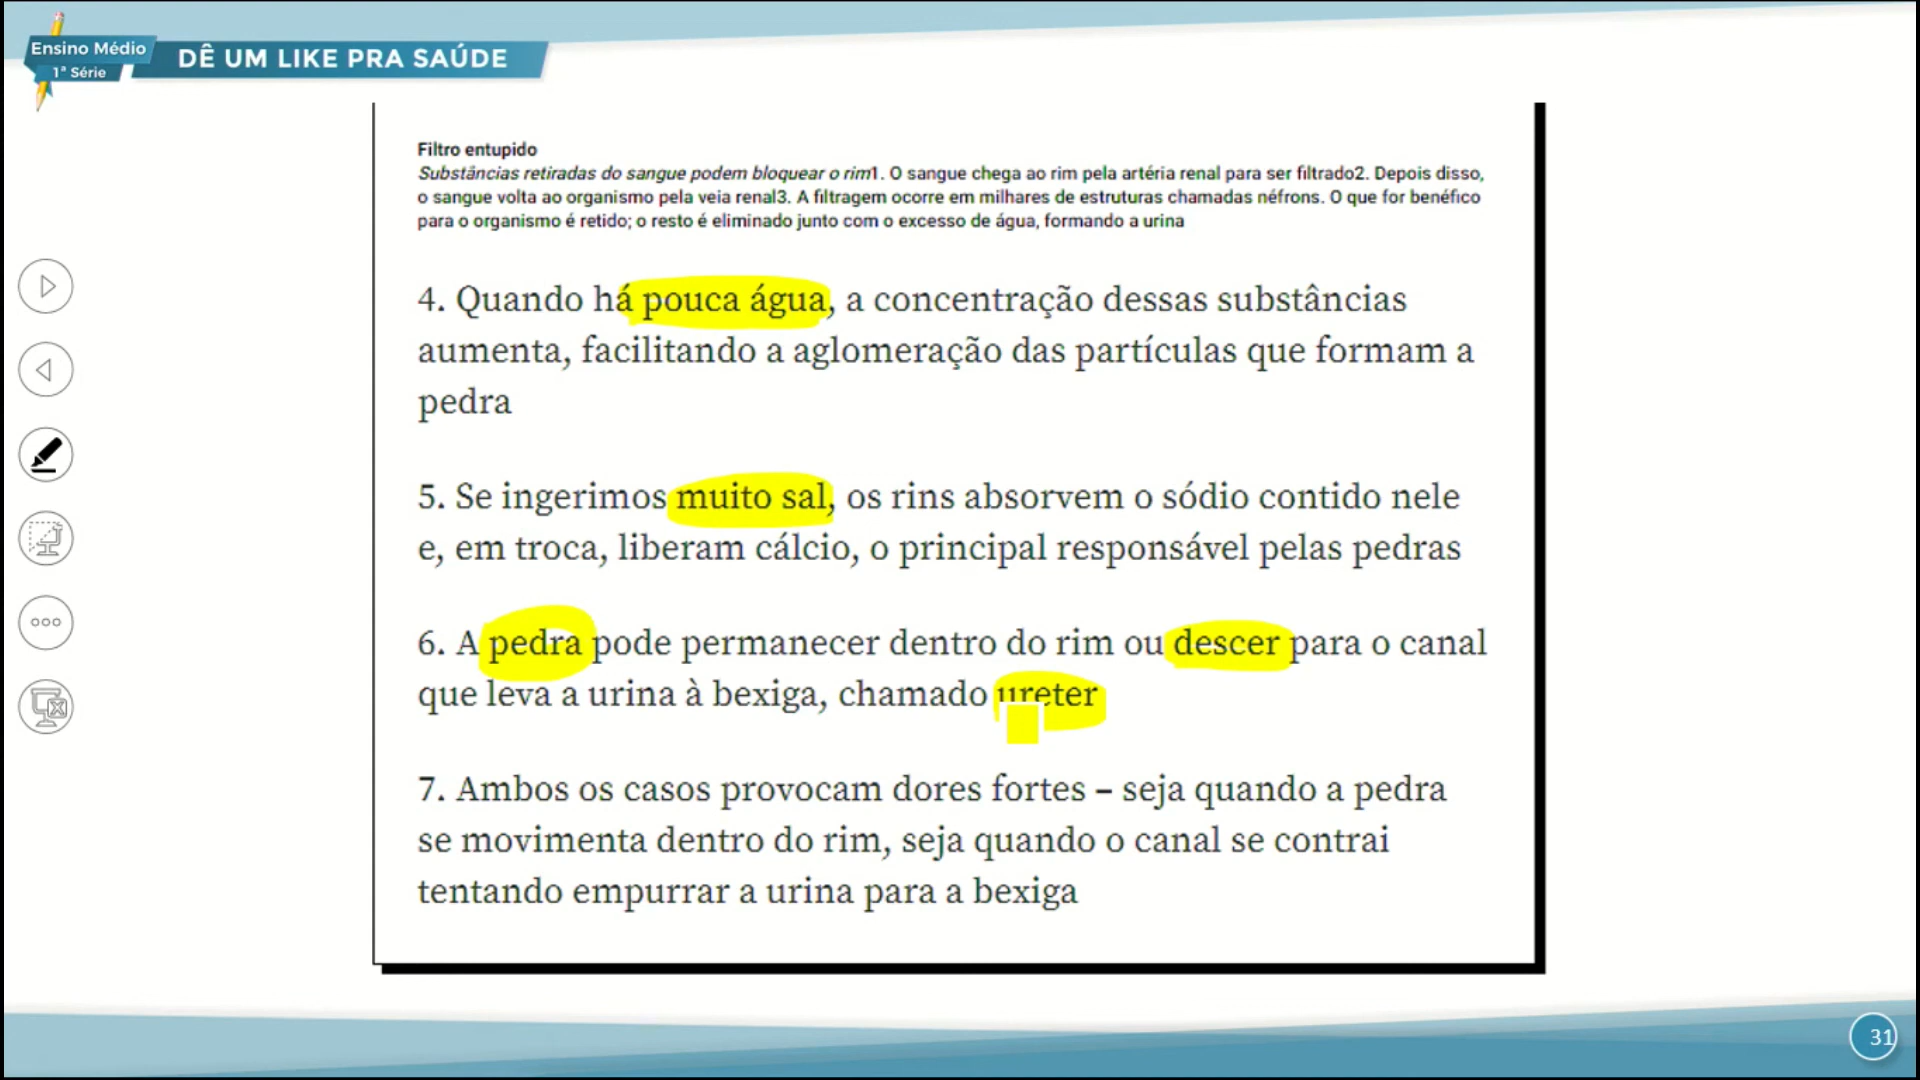 Ensino Médio
1ª Série
DÊ UM LIKE PRA SAÚDE
Filtro entupido
Substâncias retiradas do sangue podem bloquear o rim1. O sangue chega ao rim pela artéria renal para ser filtrado2. Depois disso,
o sangue volta ao organismo pela veia renal3. A filtragem ocorre em milhares de estruturas chamadas néfrons. O que for benéfico
para o organismo é retido; o resto é eliminado junto com o excesso de água, formando a urina
4. Quando há pouca água, a concentração dessas substâncias
aumenta, facilitando a aglomeração das partículas que formam a
pedra
5. Se ingerimos muito sal, os rins absorvem o sódio contido nele
e, em troca, liberam cálcio, o principal responsável pelas pedras
6. A pedra pode permanecer dentro do rim ou descer para o canal
que leva a urina à bexiga, chamado ureter
7. Ambos os casos provocam dores fortes – seja quando a pedra
se movimenta dentro do rim, seja quando o canal se contrai
tentando empurrar a urina para a bexiga
31